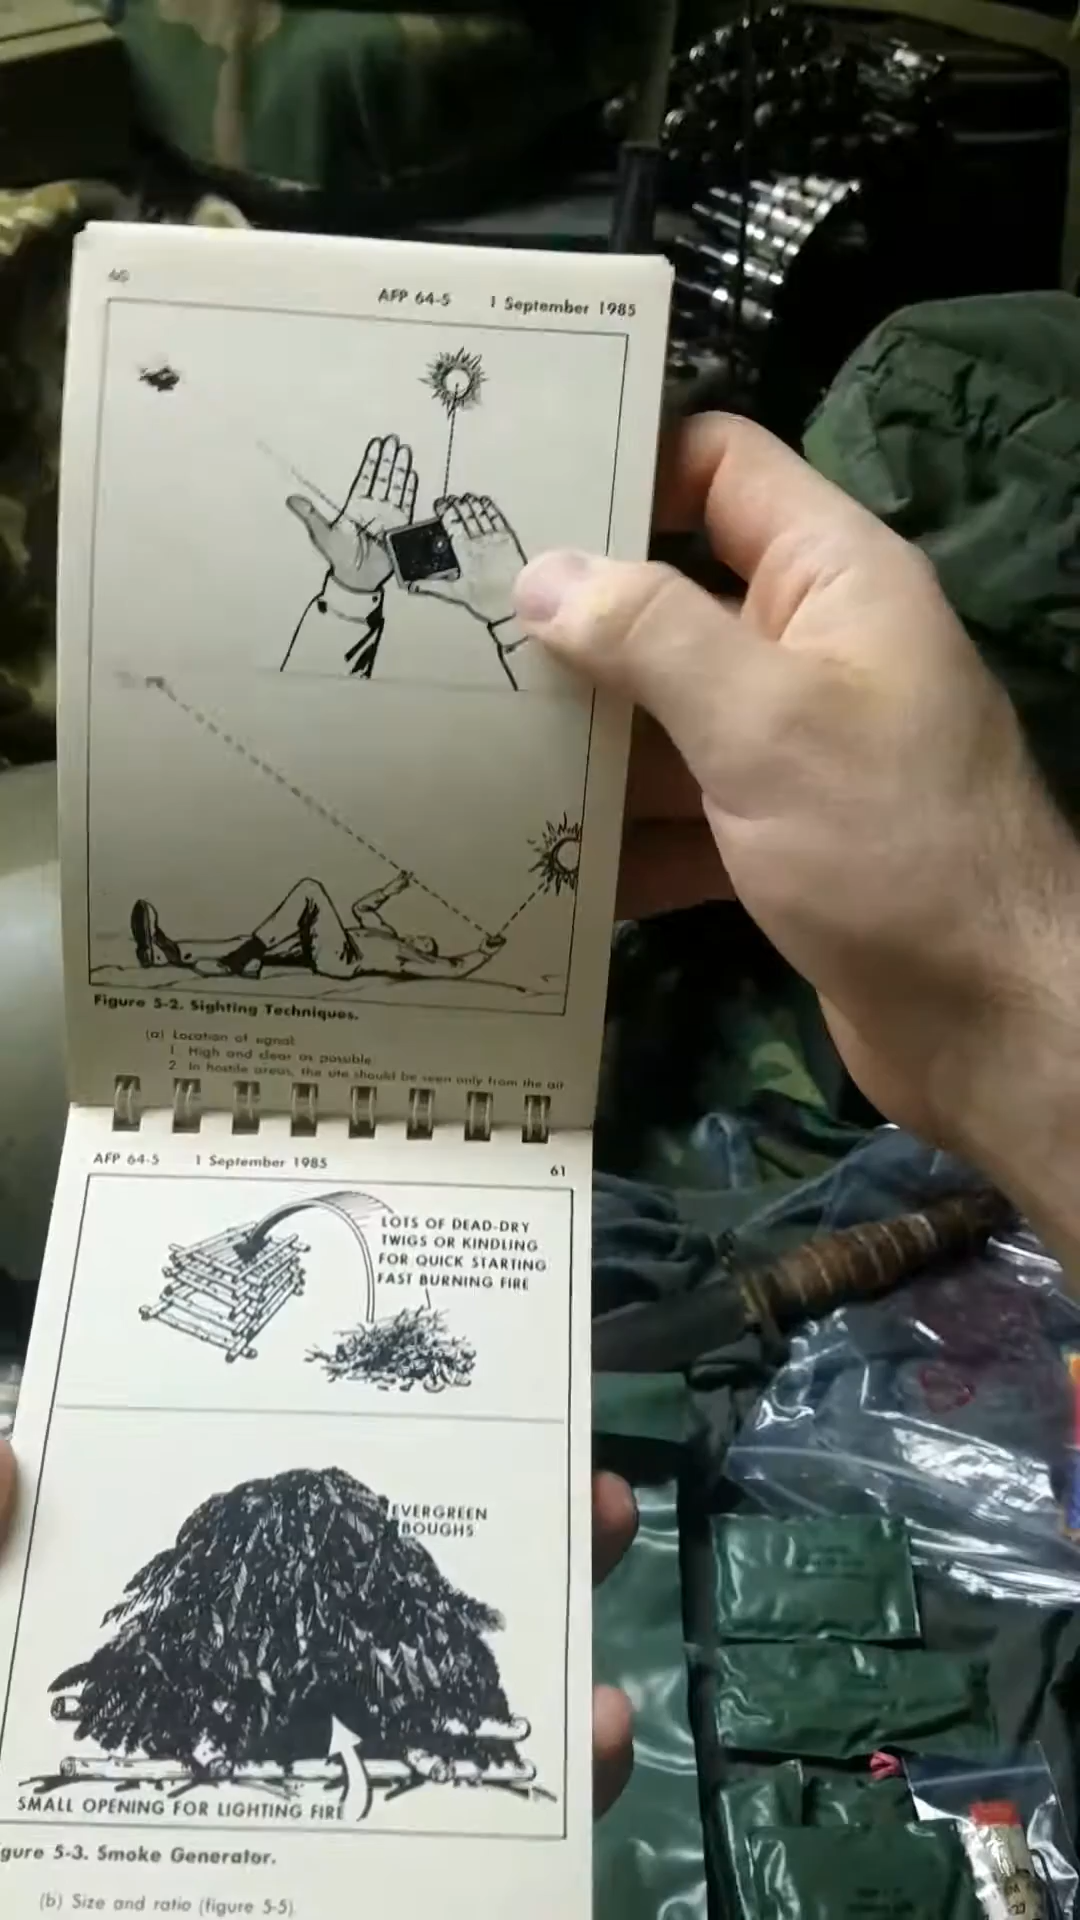 60
AFP 64-5 1 September 1985
Figure 5-2. Sighting Techniques.
(a) Location of signal:
1. High and clear as possible
2. In hostile areas, the site should be seen only from the air
AFP 64-5 1 September 1985 61
LOTS OF DEAD-DRY
TWIGS OR KINDLING
FOR QUICK STARTING
FAST BURNING FIRE
EVERGREEN
BOUGHS
SMALL OPENING FOR LIGHTING FIRE
gure 5-3. Smoke Generator.
(b) Size and ratio (figure 5-5).